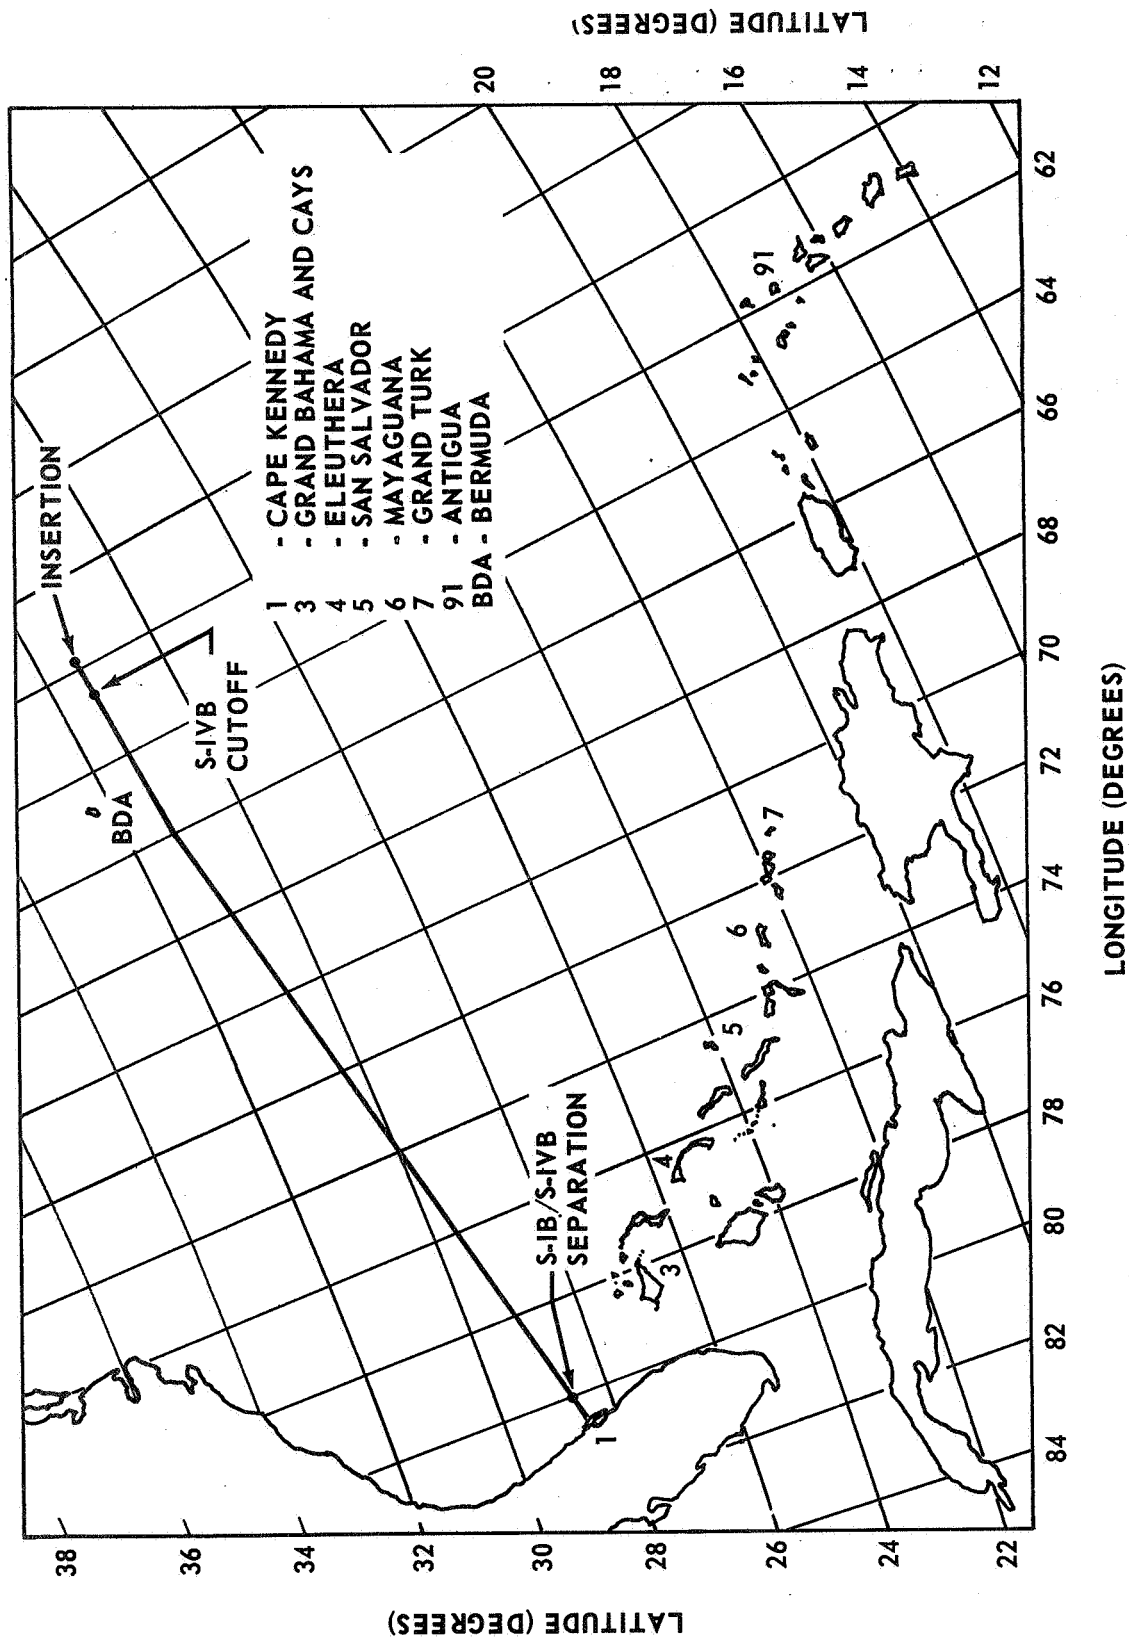 LATITUDE (DEGREES)
38
36
34
32
30
28
26
24
22
INSERTION
S-IVB
CUTOFF
BDA
1 - CAPE KENNEDY
3 - GRAND BAHAMA AND CAYS
4 - ELEUTHERA
5 - SAN SALVADOR
6 - MAYAGUANA
7 - GRAND TURK
91 - ANTIGUA
BDA - BERMUDA
S-IB/S-IVB
SEPARATION
1
3
4
5
6
7
91
20
18
16
14
12
LATITUDE (DEGREES)
84
82
80
78
76
74
72
70
68
66
64
62
LONGITUDE (DEGREES)